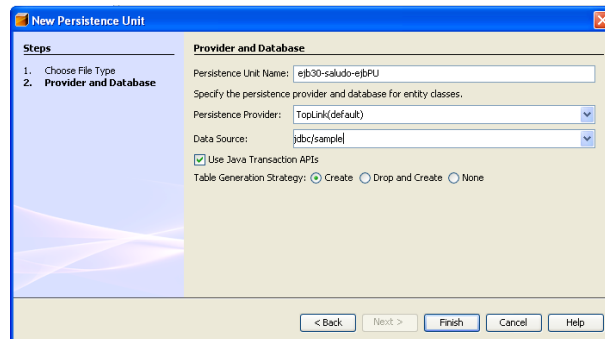 New Persistence Unit
Steps
1. Choose File Type
2. Provider and Database
Provider and Database
Persistence Unit Name: ejb30-saludo-ejbPU
Specify the persistence provider and database for entity classes.
Persistence Provider: TopLink(default)
Data Source: jdbc/sample
Use Java Transaction APIs
Table Generation Strategy: Create Drop and Create None
< Back Next > Finish Cancel Help